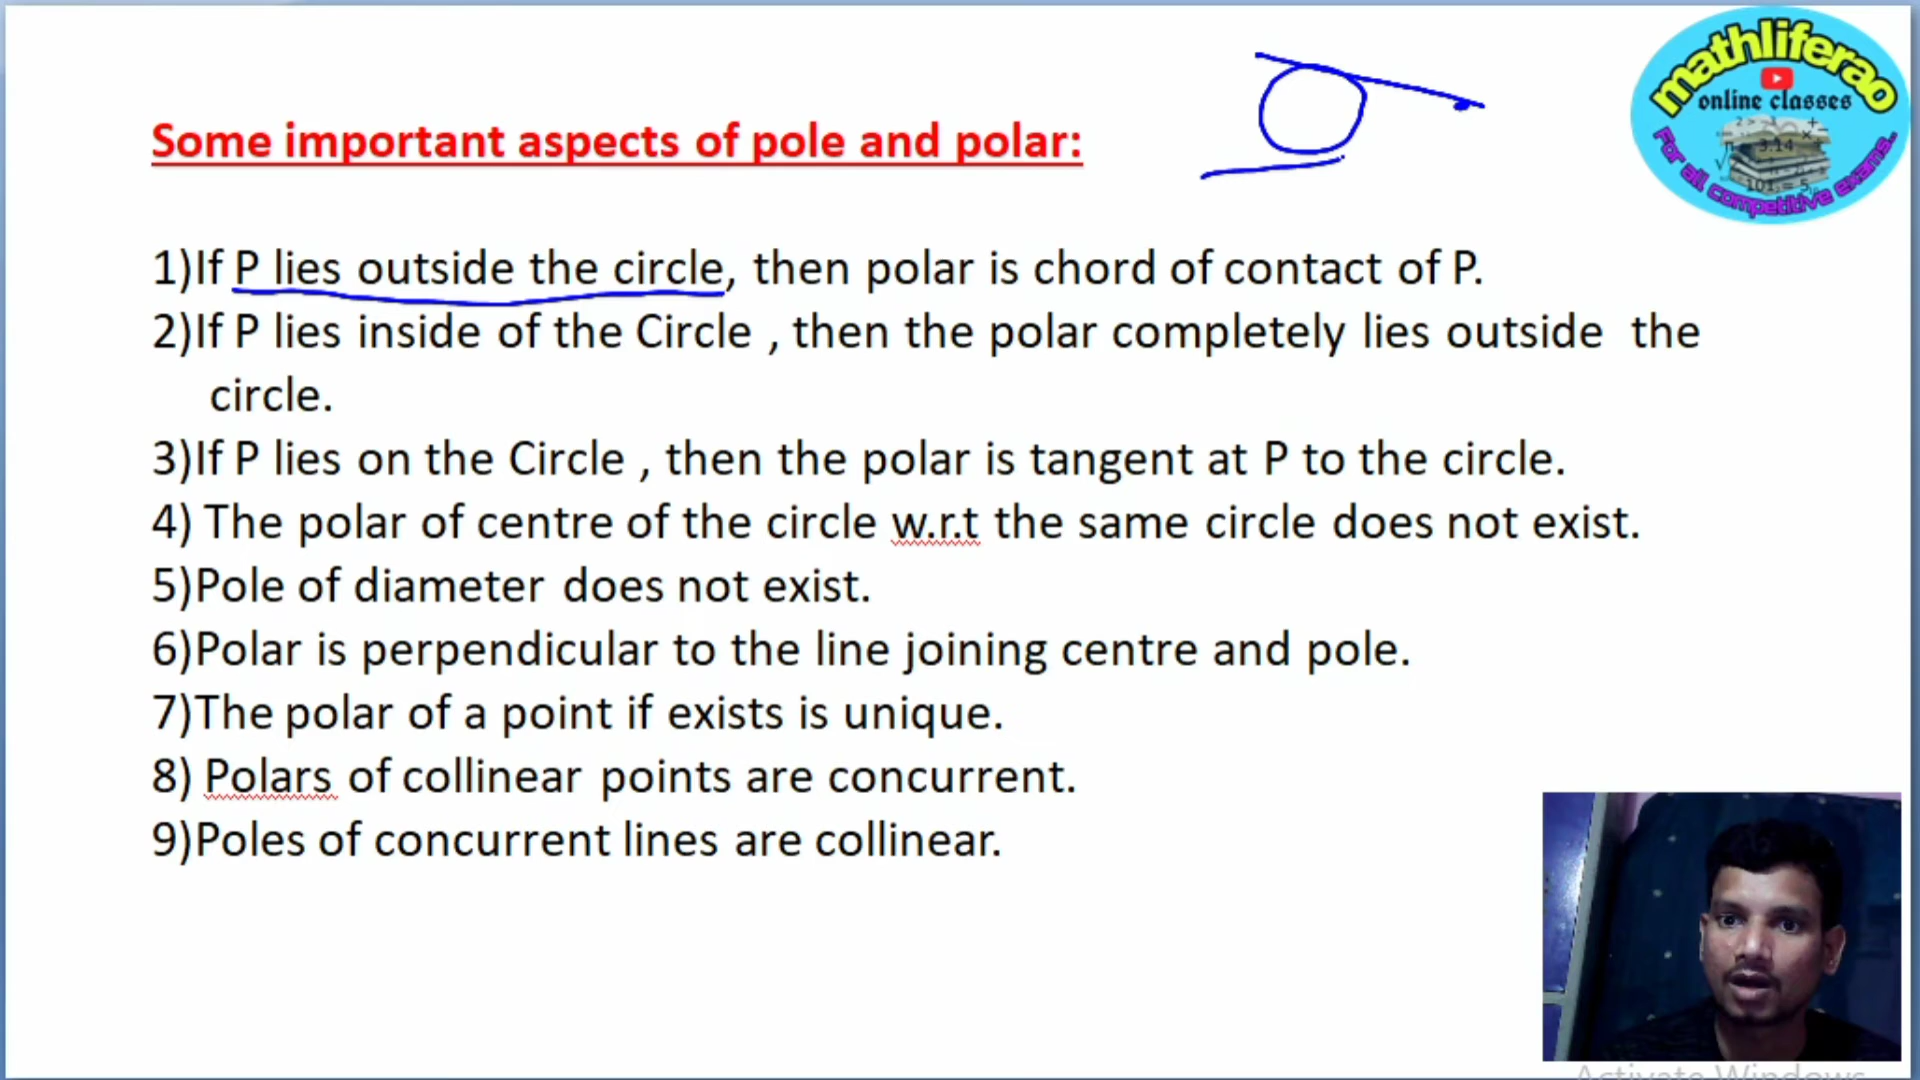 mathliferao
online classes
3.14
For all competitive exams..
Some important aspects of pole and polar:
1)If P lies outside the circle, then polar is chord of contact of P.
2)If P lies inside of the Circle , then the polar completely lies outside the
circle.
3)If P lies on the Circle , then the polar is tangent at P to the circle.
4) The polar of centre of the circle w.r.t the same circle does not exist.
5)Pole of diameter does not exist.
6)Polar is perpendicular to the line joining centre and pole.
7)The polar of a point if exists is unique.
8) Polars of collinear points are concurrent.
9)Poles of concurrent lines are collinear.
Activate Windows